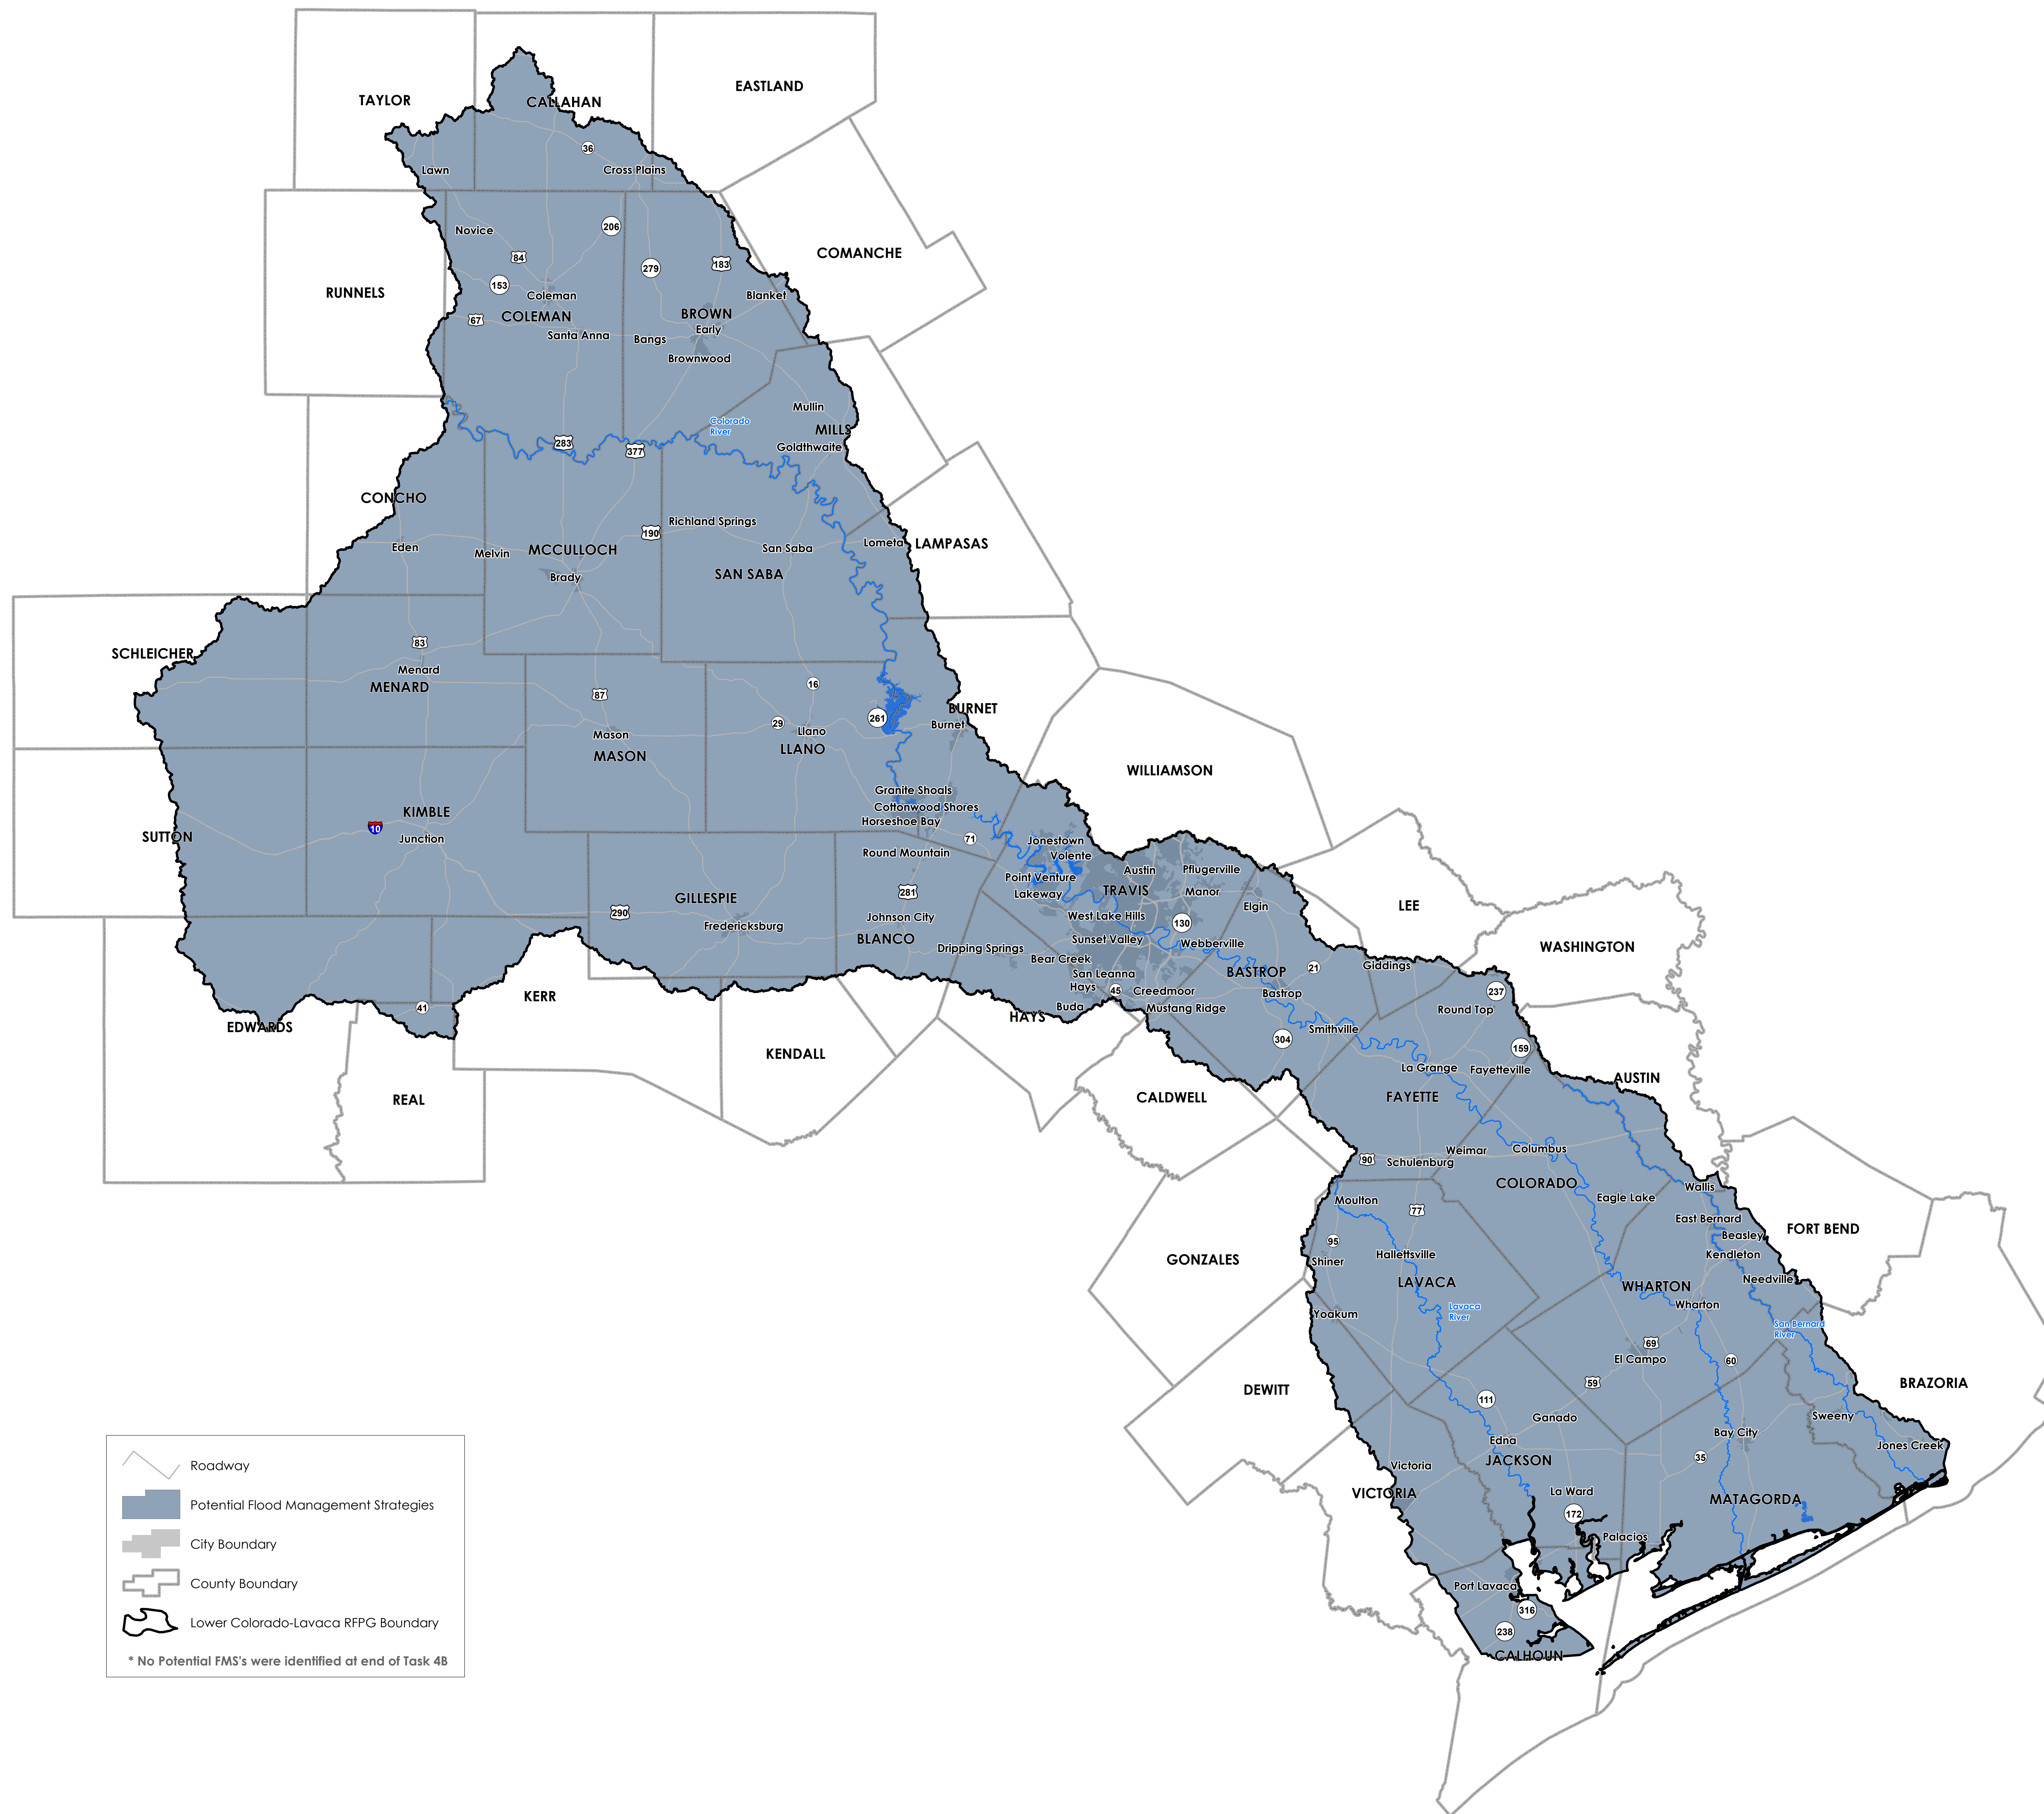 EASTLAND
TAYLOR
CALLAHAN
36
Lawn
Cross Plains
206
Novice
COMANCHE
84
183
279
153
RUNNELS
Coleman
Blanket
BROWN
COLEMAN
67
Early
Santa Anna
Bangs
Brownwood
Mullin
Colorado
River
MILLS
283
Goldthwaite
377
CONCHO
Richland Springs
190
Eden
Melvin
MCCULLOCH
San Saba
Lometa
LAMPASAS
SAN SABA
Brady
83
SCHLEICHER
Menard
MENARD
16
87
BURNET
261
29
Burnet
Llano
Mason
LLANO
MASON
WILLIAMSON
Granite Shoals
Cottonwood Shores
KIMBLE
Horseshoe Bay
10
SUTTON
Junction
71
Jonestown
Round Mountain
Volente
Austin
Pflugerville
Point Venture
TRAVIS
281
Manor
Lakeway
GILLESPIE
LEE
Elgin
290
Johnson City
West Lake Hills
130
Fredericksburg
BLANCO
Sunset Valley
Webberville
WASHINGTON
Dripping Springs
Bear Creek
Giddings
21
San Leanna
BASTROP
Hays
45
Creedmoor
Bastrop
237
KERR
41
Buda
Mustang Ridge
Round Top
HAYS
EDWARDS
Smithville
304
159
KENDALL
La Grange
Fayetteville
AUSTIN
REAL
CALDWELL
FAYETTE
Weimar
Columbus
90
Schulenburg
COLORADO
Wallis
Moulton
Eagle Lake
77
East Bernard
FORT BEND
95
Beasley
Hallettsville
Kendleton
GONZALES
Shiner
LAVACA
Needville
WHARTON
Wharton
Lavaca
River
Yoakum
San Bernard
River
69
El Campo
60
59
DEWITT
BRAZORIA
111
Ganado
Sweeny
Bay City
Edna
Jones Creek
35
JACKSON
Victoria
VICTORIA
La Ward
MATAGORDA
172
Palacios
Port Lavaca
316
238
CALHOUN
Roadway
Potential Flood Management Strategies
City Boundary
County Boundary
Lower Colorado-Lavaca RFPG Boundary
* No Potential FMS's were identified at end of Task 4B